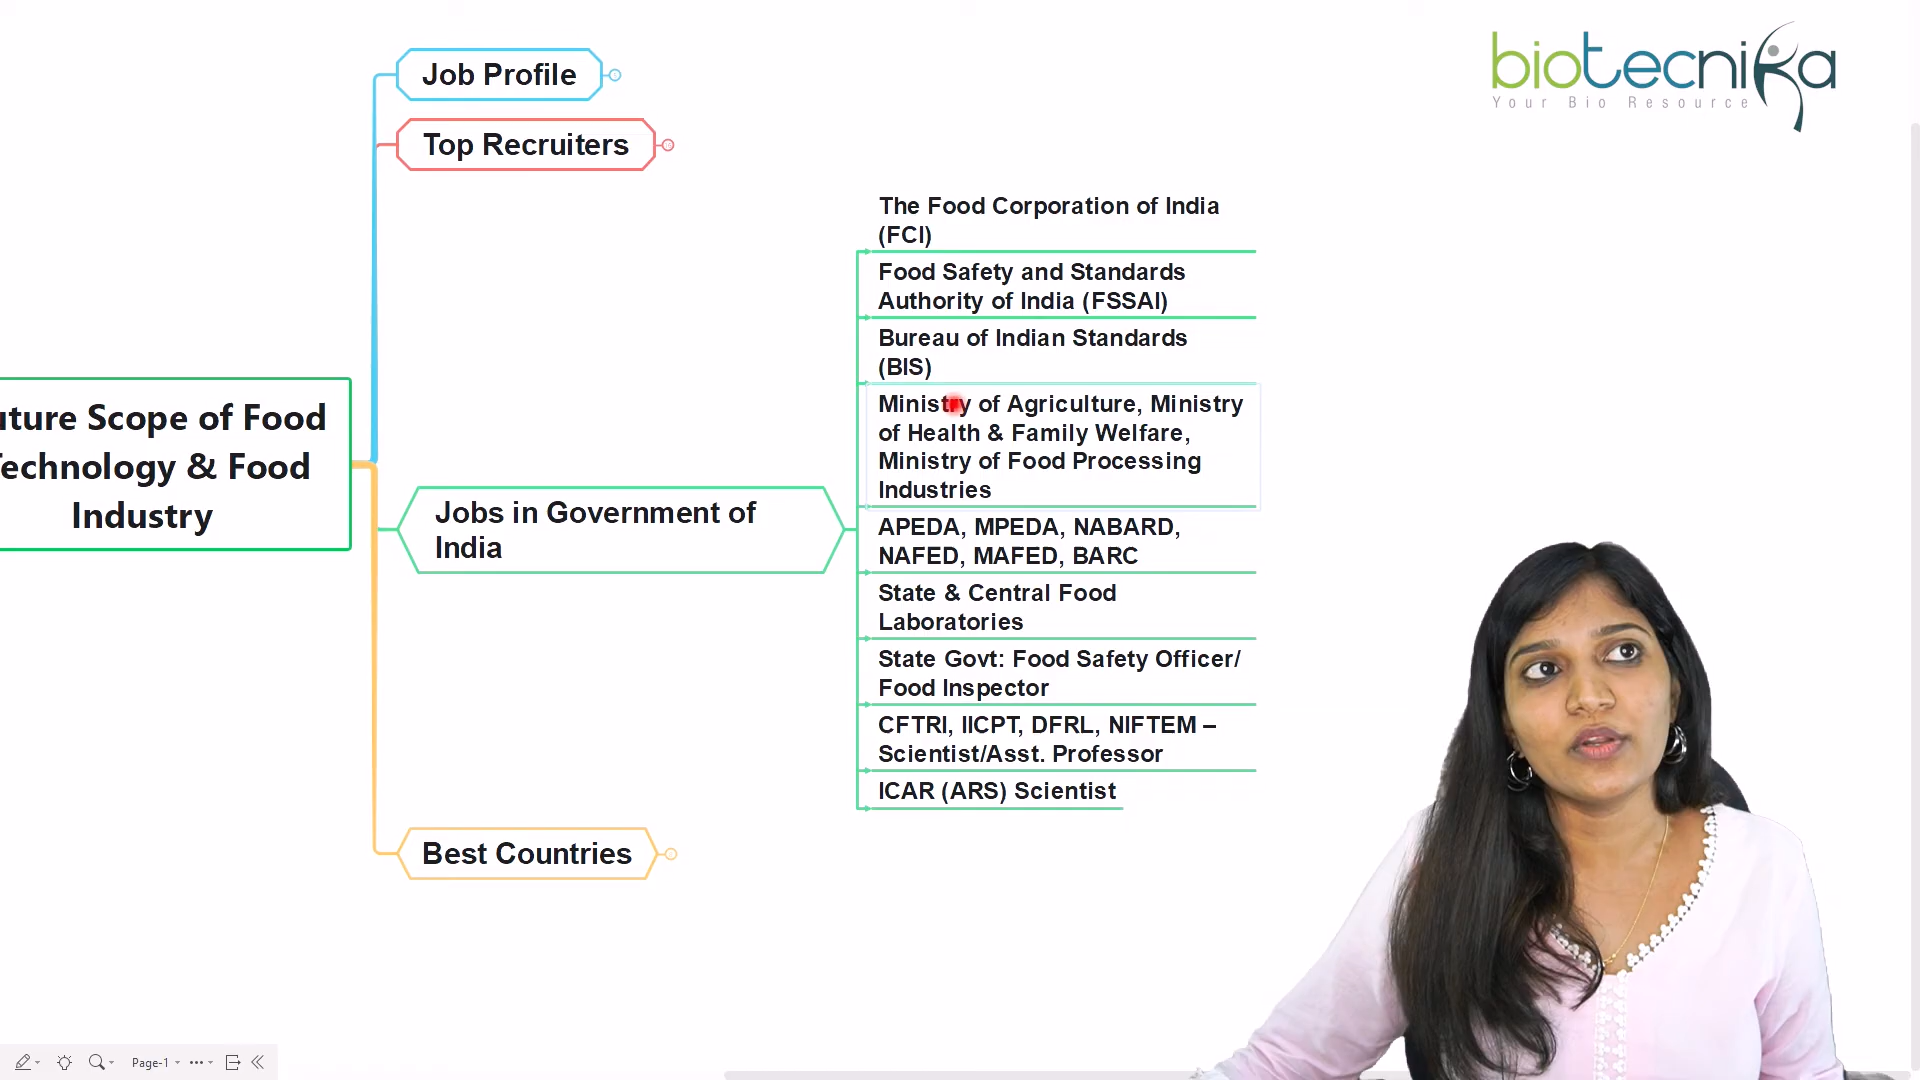 Job Profile
Top Recruiters
biotecnika
Your Bio Resource
The Food Corporation of India
(FCI)
Food Safety and Standards
Authority of India (FSSAI)
Bureau of Indian Standards
(BIS)
Ministry of Agriculture, Ministry
of Health & Family Welfare,
Ministry of Food Processing
Industries
uture Scope of Food
echnology & Food
Industry
Jobs in Government of
India
APEDA, MPEDA, NABARD,
NAFED, MAFED, BARC
State & Central Food
Laboratories
State Govt: Food Safety Officer/
Food Inspector
CFTRI, IICPT, DFRL, NIFTEM –
Scientist/Asst. Professor
ICAR (ARS) Scientist
Best Countries
Page-1